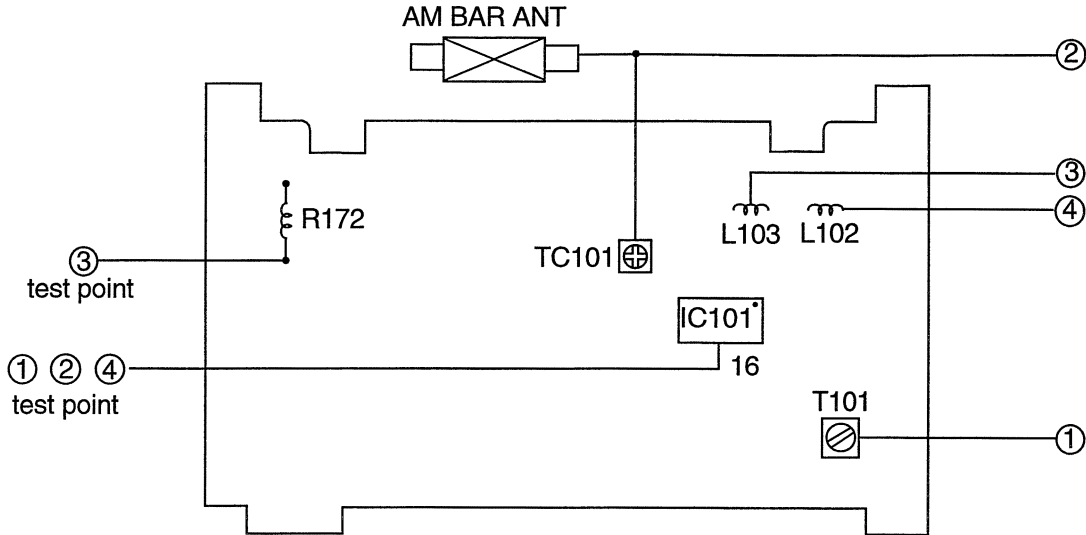 AM BAR ANT
②
③
④
R172
L103 L102
③
test point
TC101
IC101
① ② ④
test point
16
T101
①